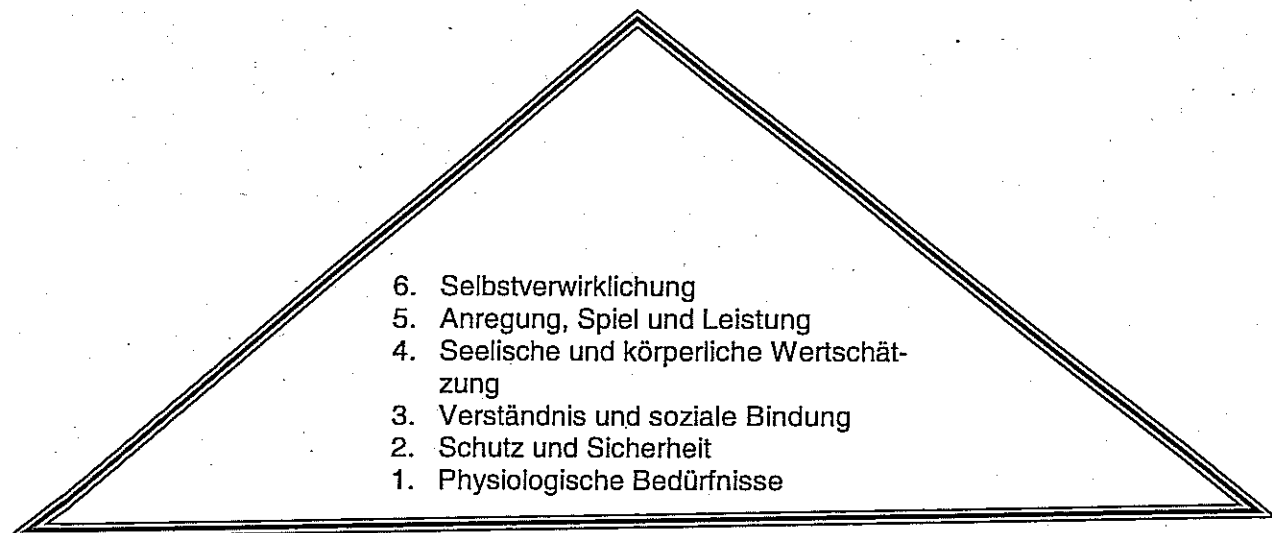 6. Selbstverwirklichung
5. Anregung, Spiel und Leistung
4. Seelische und körperliche Wertschät-
zung
3. Verständnis und soziale Bindung
2. Schutz und Sicherheit
1. Physiologische Bedürfnisse